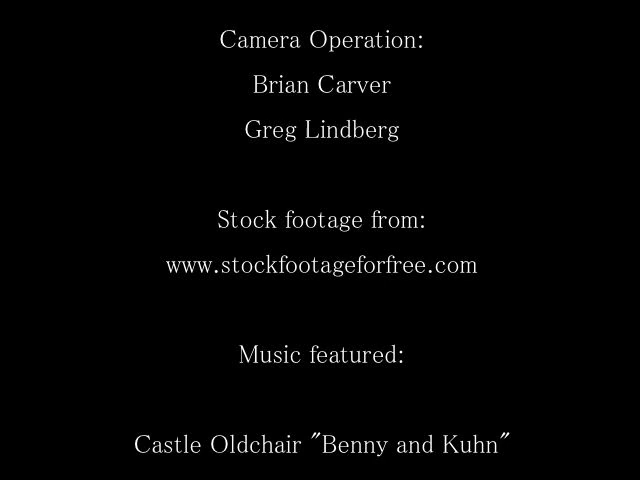 Camera Operation:
Brian Carver
Greg Lindberg
Stock footage from:
www.stockfootageforfree.com
Music featured:
Castle Oldchair "Benny and Kuhn"